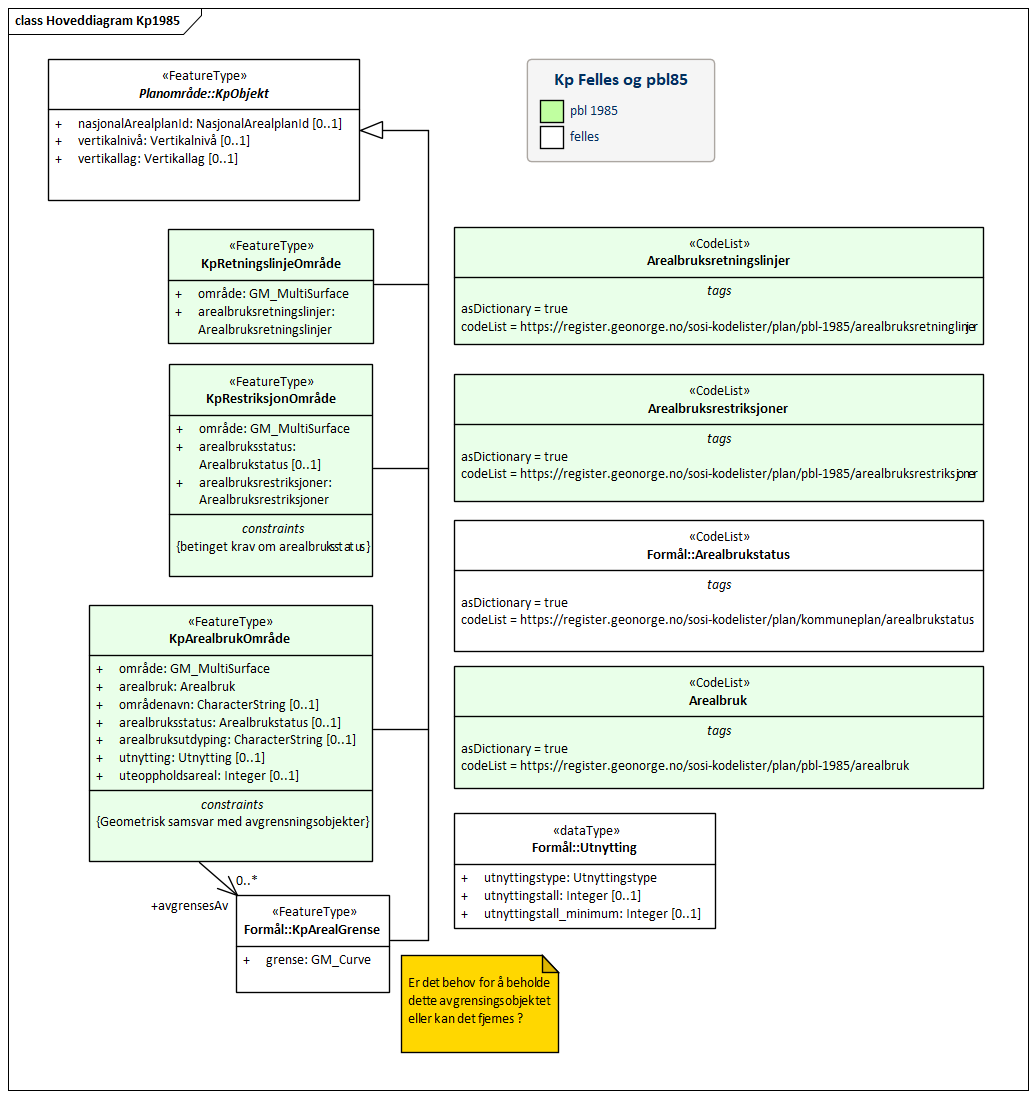 class Hoveddiagram Kp1985
«FeatureType»
Planområde::KpObjekt
+ nasjonalArealplanId: NasjonalArealplanId [0..1]
+ vertikalnivå: Vertikalnivå [0..1]
+ vertikallag: Vertikallag [0..1]
Kp Felles og pbl85
pbl 1985
felles
«FeatureType»
KpRetningslinjeOmråde
+ område: GM_MultiSurface
+ arealbruksretningslinjer:
Arealbruksretningslinjer
«CodeList»
Arealbruksretningslinjer
tags
asDictionary = true
codeList = https://register.geonorge.no/sosi-kodelister/plan/pbl-1985/arealbruksretninglinjer
«FeatureType»
KpRestriksjonOmråde
+ område: GM_MultiSurface
+ arealbruksstatus:
Arealbrukstatus [0..1]
+ arealbruksrestriksjoner:
Arealbruksrestriksjoner
constraints
{betinget krav om arealbruksstatus}
«CodeList»
Arealbruksrestriksjoner
tags
asDictionary = true
codeList = https://register.geonorge.no/sosi-kodelister/plan/pbl-1985/arealbruksrestriksjoner
«CodeList»
Formål::Arealbrukstatus
tags
asDictionary = true
codeList = https://register.geonorge.no/sosi-kodelister/plan/kommuneplan/arealbrukstatus
«FeatureType»
KpArealbrukOmråde
+ område: GM_MultiSurface
+ arealbruk: Arealbruk
+ områdenavn: CharacterString [0..1]
+ arealbruksstatus: Arealbrukstatus [0..1]
+ arealbruksutdyping: CharacterString [0..1]
+ utnytting: Utnytting [0..1]
+ uteoppholdsareal: Integer [0..1]
constraints
{Geometrisk samsvar med avgrensningsobjekter}
«CodeList»
Arealbruk
tags
asDictionary = true
codeList = https://register.geonorge.no/sosi-kodelister/plan/pbl-1985/arealbruk
«dataType»
Formål::Utnytting
+ utnyttingstype: Utnyttingstype
+ utnyttingstall: Integer [0..1]
+ utnyttingstall_minimum: Integer [0..1]
0..*
+avgrensesAv
«FeatureType»
Formål::KpArealGrense
+ grense: GM_Curve
Er det behov for å beholde
dette avgrensingsobjektet
eller kan det fjernes ?